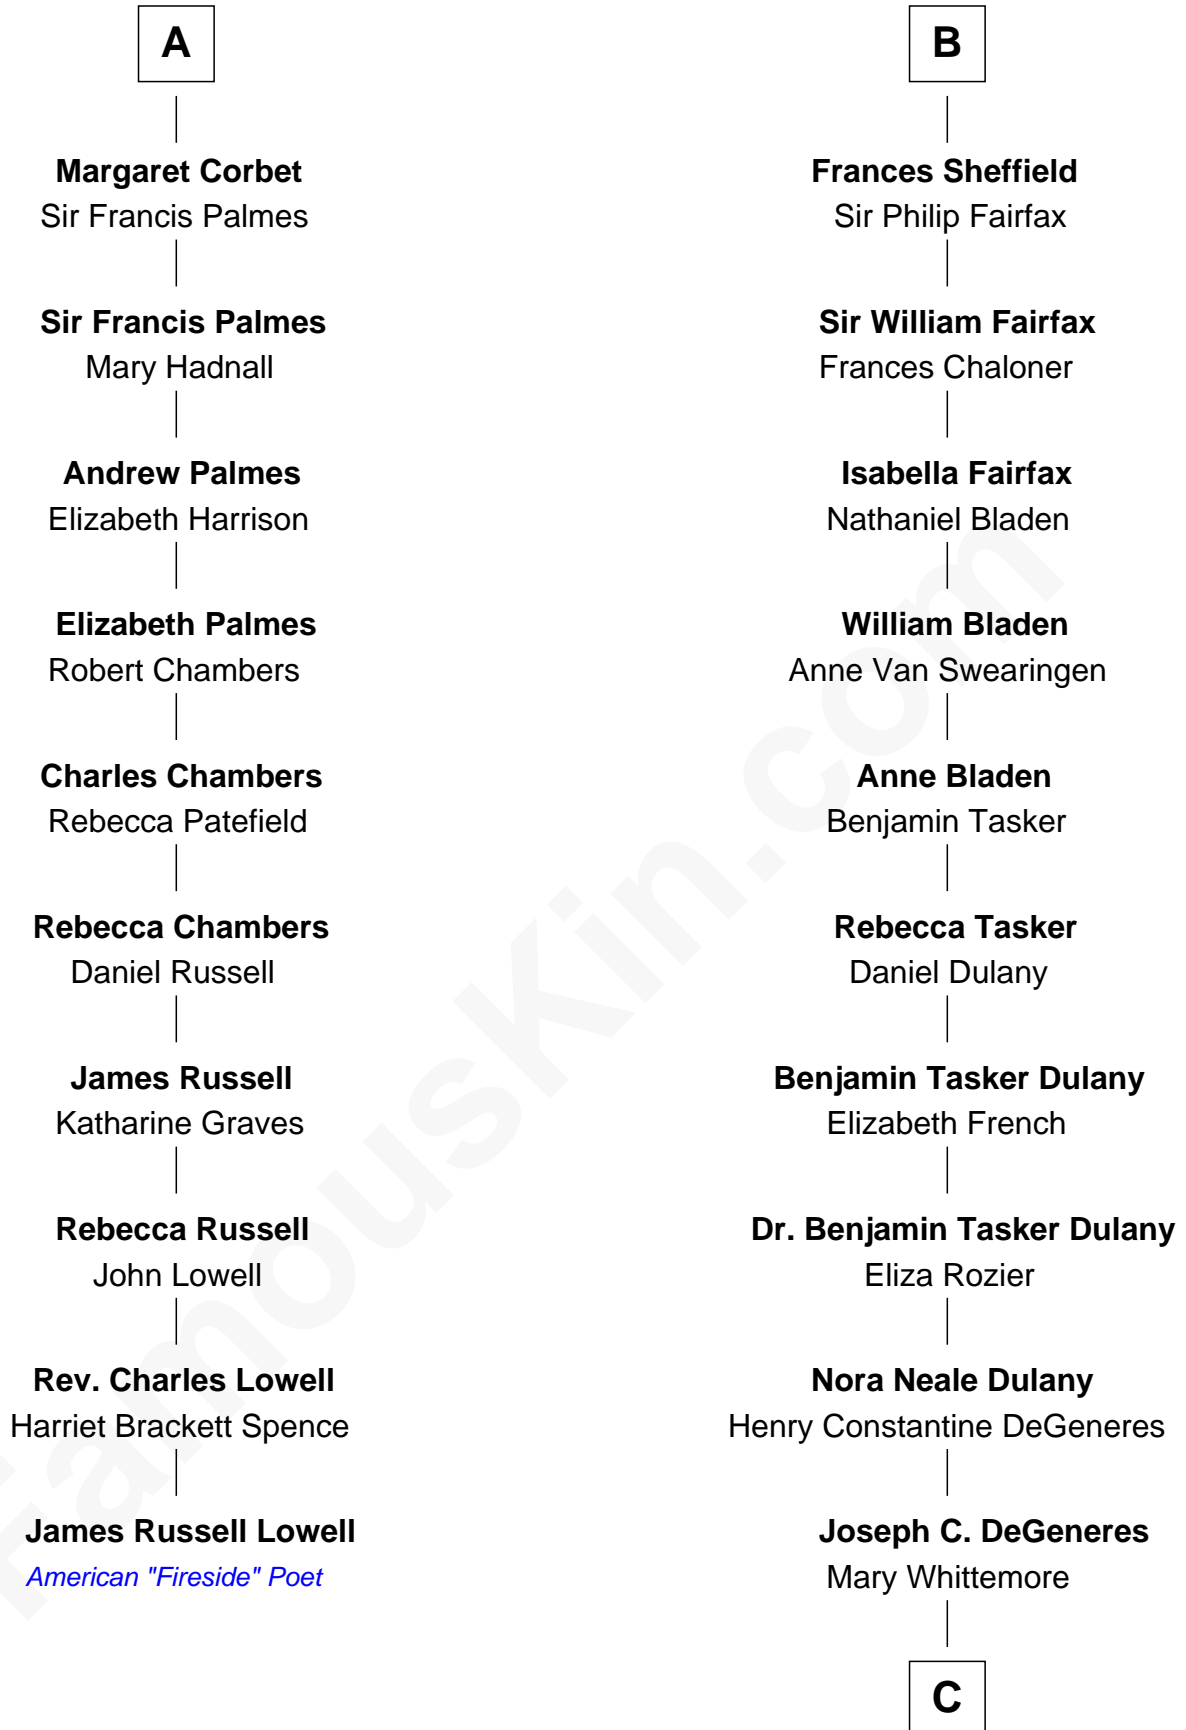 A
Margaret Corbet
Sir Francis Palmes
Sir Francis Palmes
Mary Hadnall
Andrew Palmes
Elizabeth Harrison
Elizabeth Palmes
Robert Chambers
Charles Chambers
Rebecca Patefield
Rebecca Chambers
Daniel Russell
James Russell
Katharine Graves
Rebecca Russell
John Lowell
Rev. Charles Lowell
Harriet Brackett Spence
James Russell Lowell
American "Fireside" Poet
B
Frances Sheffield
Sir Philip Fairfax
Sir William Fairfax
Frances Chaloner
Isabella Fairfax
Nathaniel Bladen
William Bladen
Anne Van Swearingen
Anne Bladen
Benjamin Tasker
Rebecca Tasker
Daniel Dulany
Benjamin Tasker Dulany
Elizabeth French
Dr. Benjamin Tasker Dulany
Eliza Rozier
Nora Neale Dulany
Henry Constantine DeGeneres
Joseph C. DeGeneres
Mary Whittemore
C
FamousKin.com